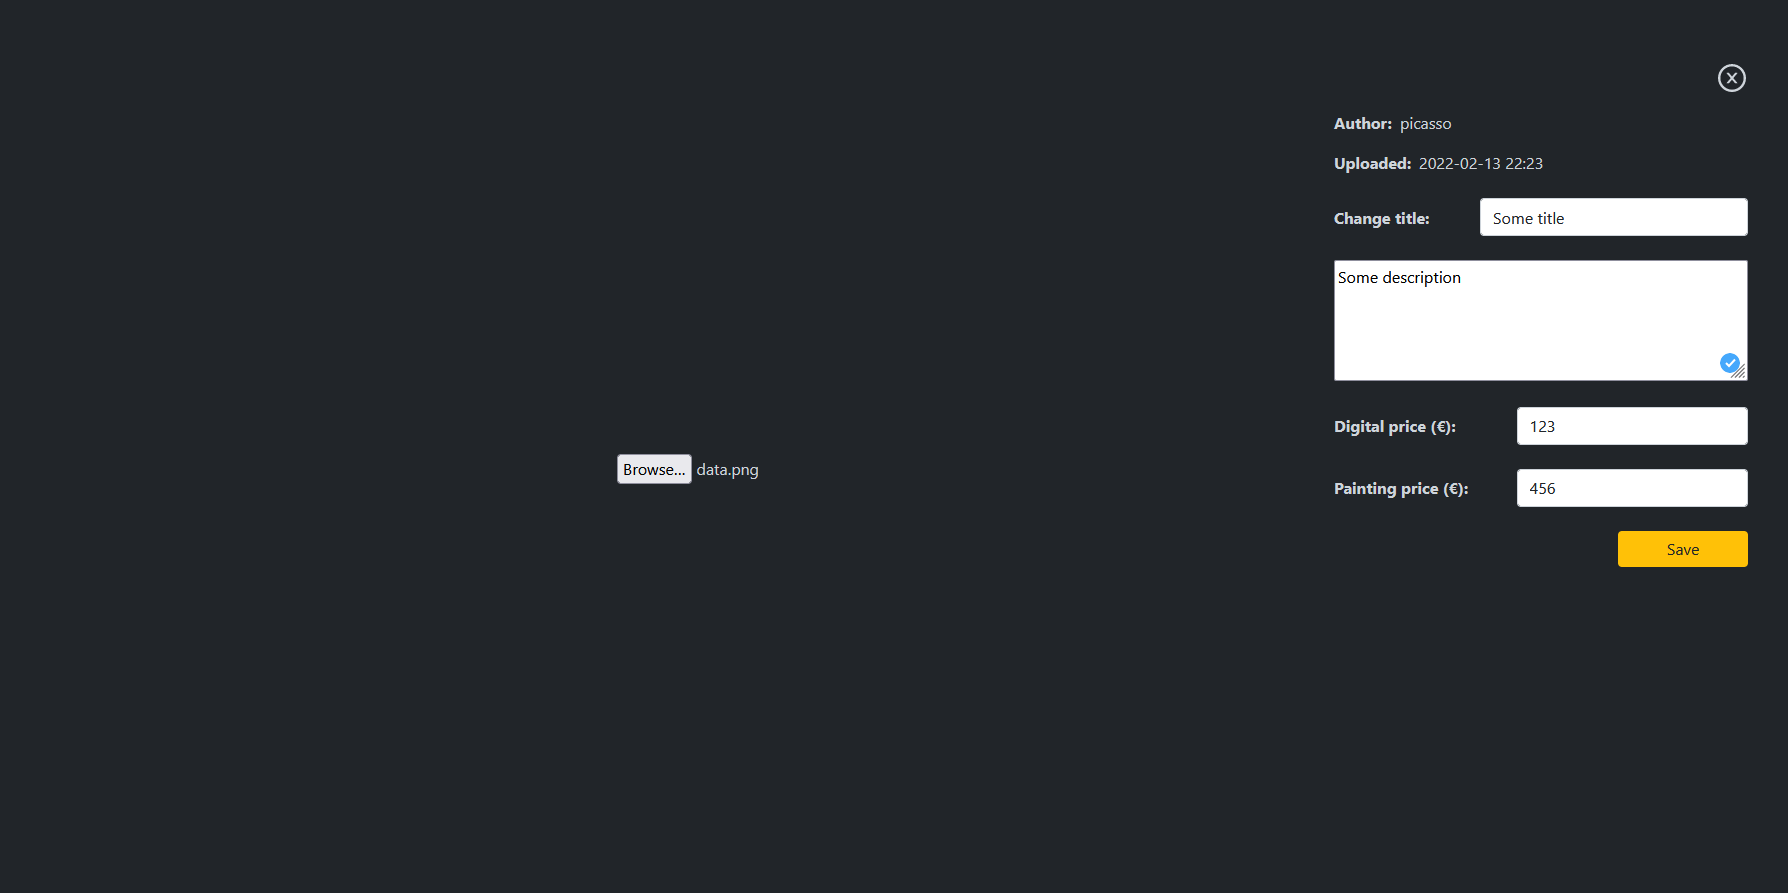 Author: picasso
Uploaded: 2022-02-13 22:23
Change title: Some title
Some description
Digital price (€): 123
Browse... data.png
Painting price (€): 456
Save